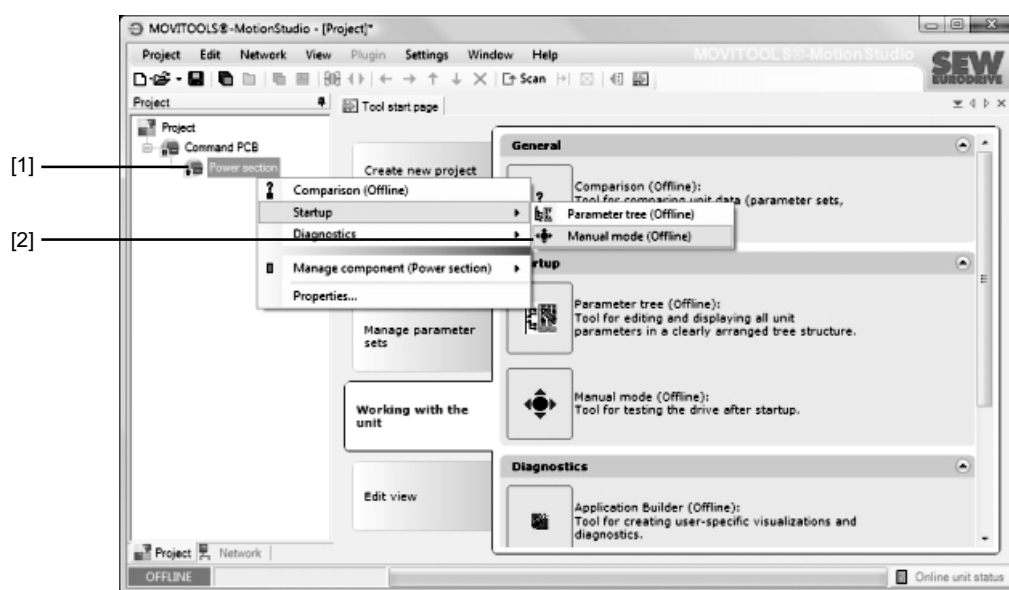 MOVITOOLS®-MotionStudio - [Project]*
Project Edit Network View Plugin Settings Window Help
MOVITOOLS®-MotionStudio
SEW
EURODRIVE
Scan
Project
Tool start page
Project
Command PCB
[1]
Power section
Comparison (Offline)
Startup
Diagnostics
Manage component (Power section)
Properties...
Parameter tree (Offline)
[2]
Manual mode (Offline)
Create new project
Manage parameter
sets
Working with the
unit
Edit view
General
Comparison (Offline):
Tool for comparing unit data (parameter sets,
Parameter tree (Offline):
Tool for editing and displaying all unit
parameters in a clearly arranged tree structure.
Manual mode (Offline):
Tool for testing the drive after startup.
Diagnostics
Application Builder (Offline):
Tool for creating user-specific visualizations and
diagnostics.
Project Network
OFFLINE
Online unit status